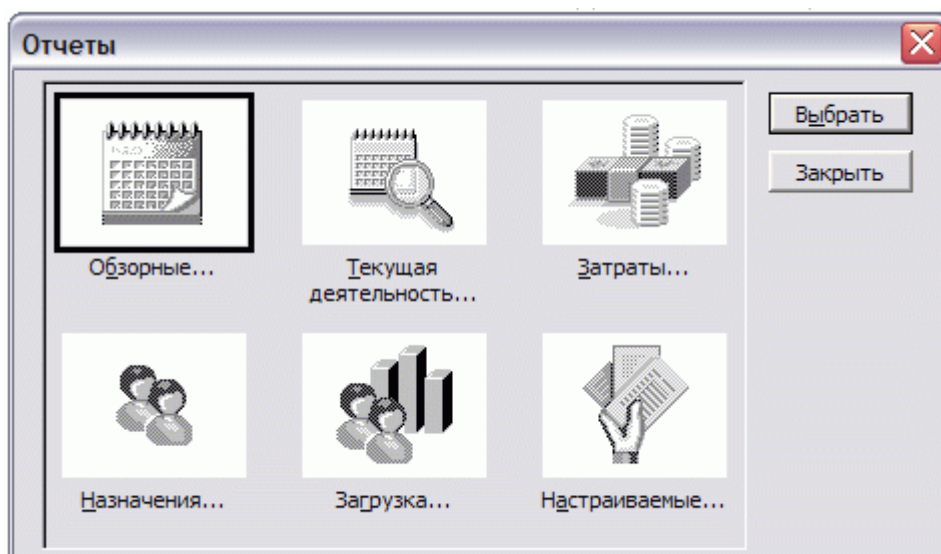 Отчеты
Выбрать
Закрыть
Обзорные...
Текущая
деятельность...
Затраты...
Назначения...
Загрузка...
Настраиваемые...